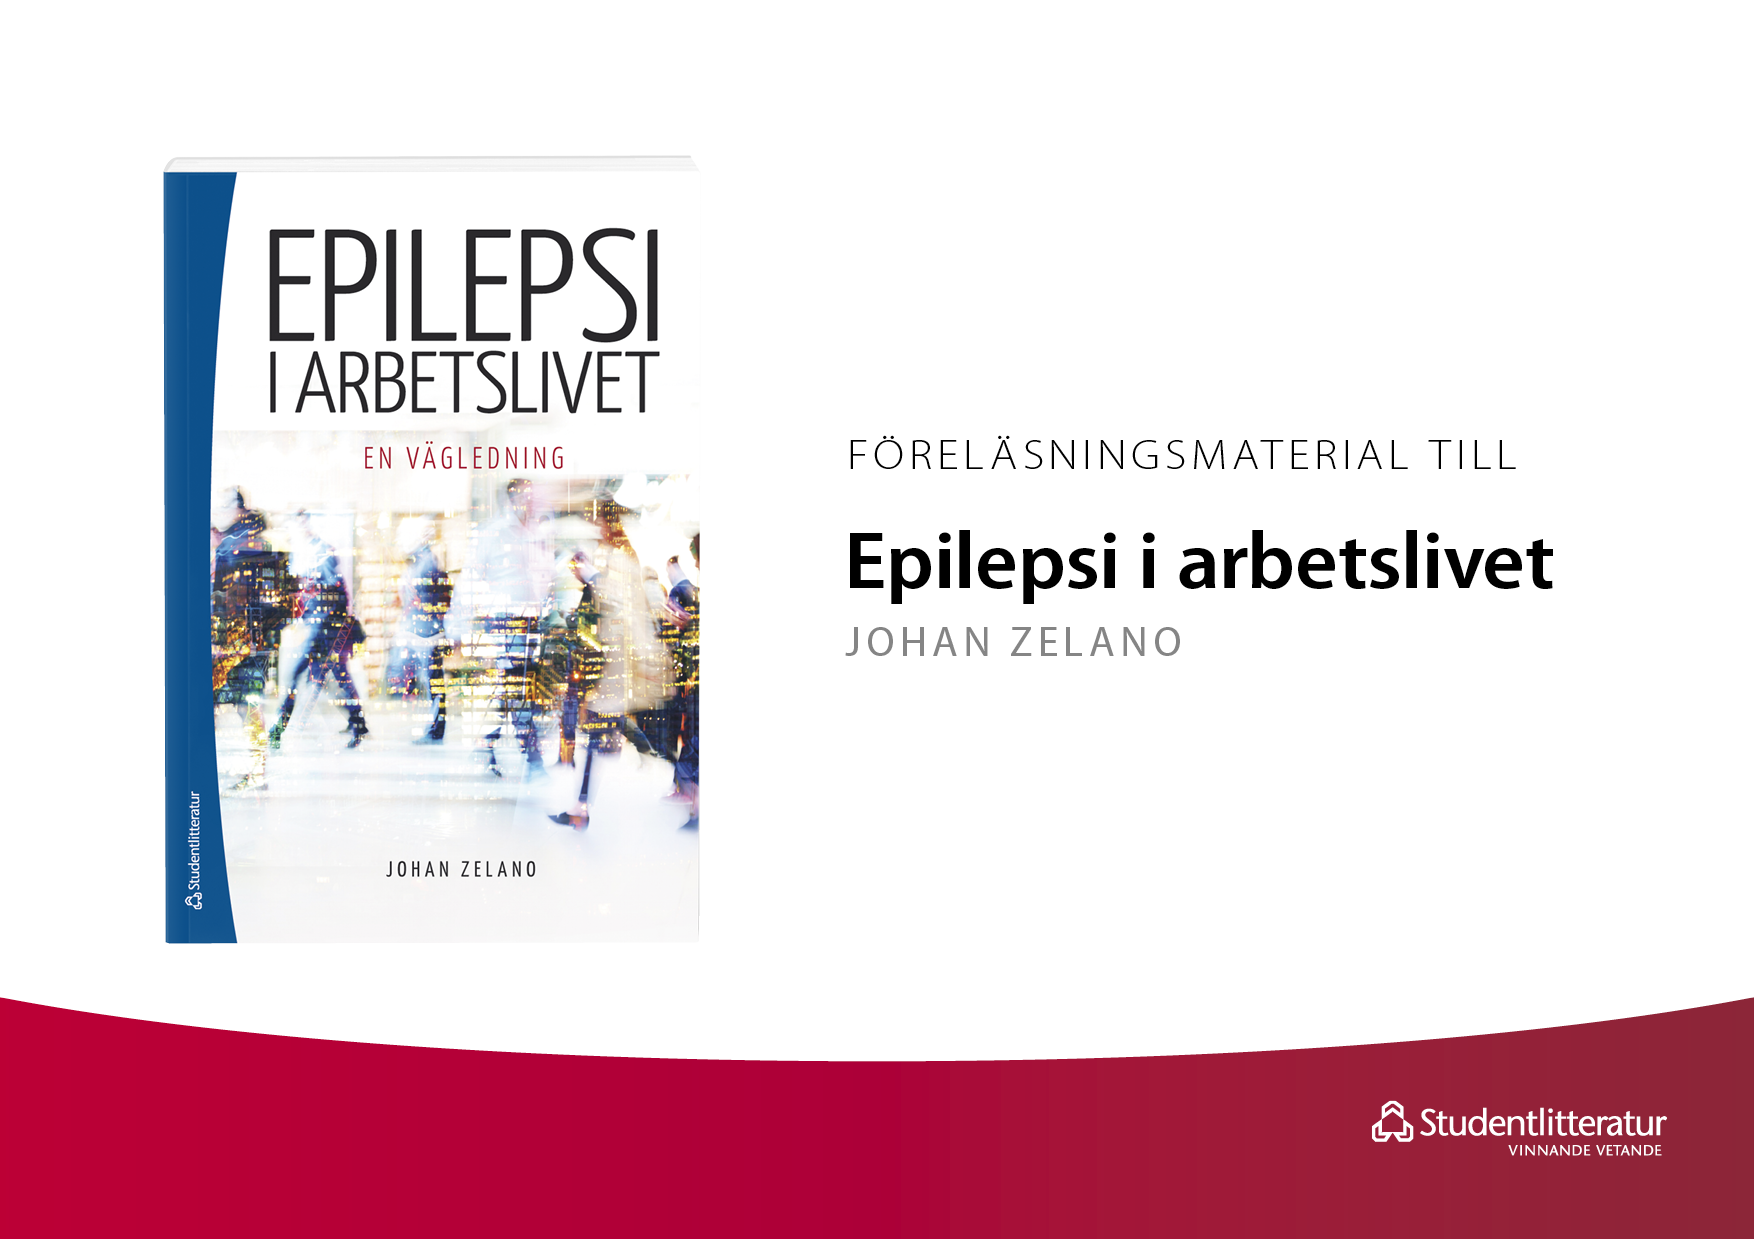 EPILEPSI
I ARBETSLIVET
EN VÄGLEDNING
JOHAN ZELANO
Studentlitteratur
FÖRELÄSNINGSMATERIAL TILL
Epilepsi i arbetslivet
JOHAN ZELANO
Studentlitteratur
VINNANDE VETANDE